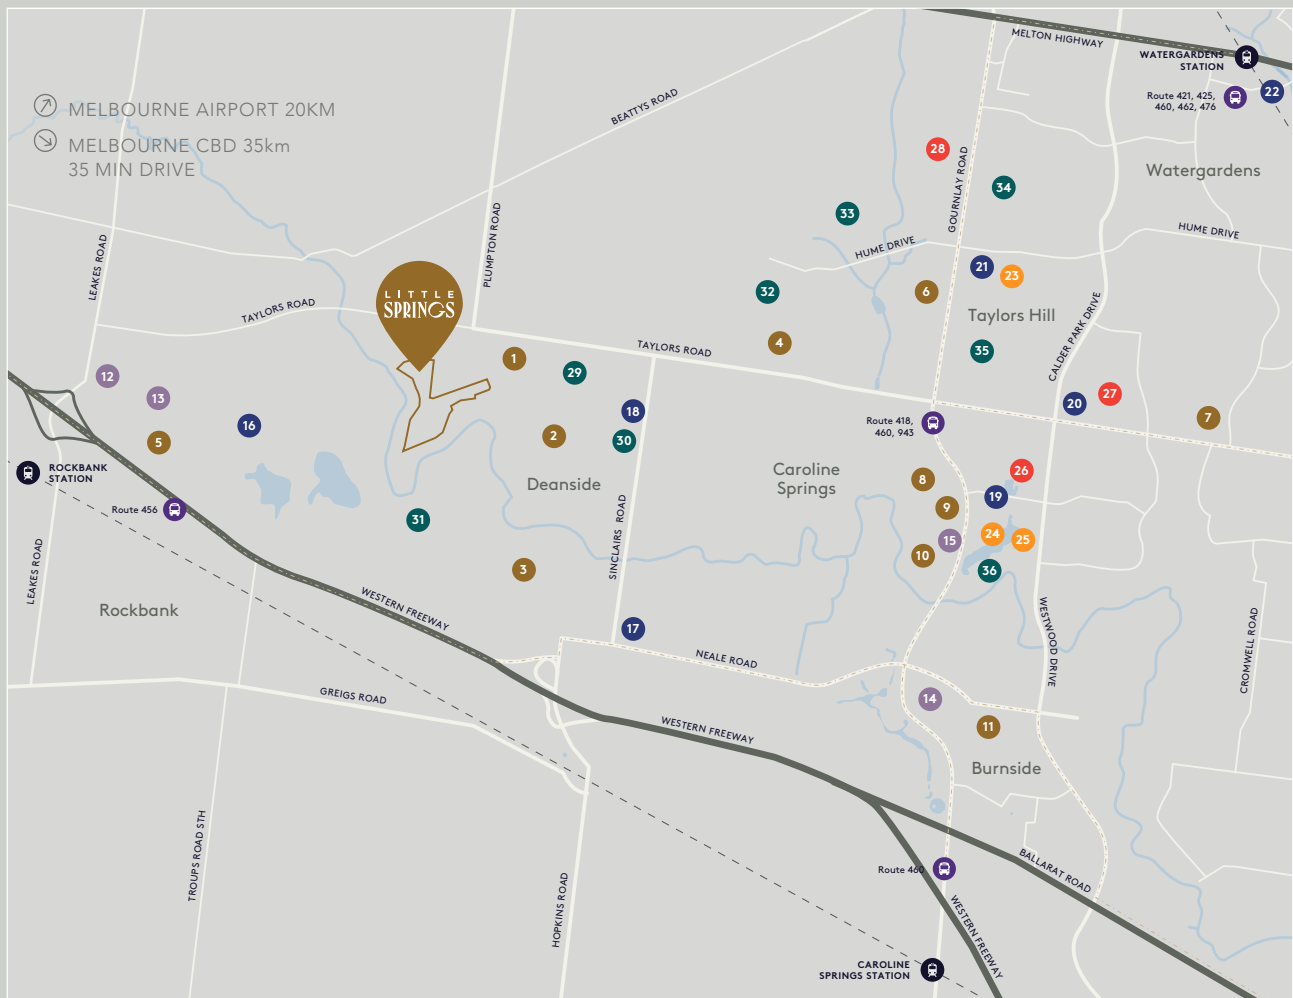 MELTON HIGHWAY
WATERGARDENS
STATION
Route 421, 425,
460, 462, 476
22
MELBOURNE AIRPORT 20KM
MELBOURNE CBD 35km
35 MIN DRIVE
BEATTYS ROAD
28
GOURNLAY ROAD
34
Watergardens
33
HUME DRIVE
HUME DRIVE
LEAKES ROAD
PLUMPTON ROAD
21
23
32
6
LITTLE
SPRINGS
TAYLORS ROAD
Taylors Hill
CALDER PARK DRIVE
4
TAYLORS ROAD
35
1
29
12
13
27
20
18
7
16
Route 418,
460, 943
5
2
30
ROCKBANK
STATION
Caroline
Springs
26
8
Deanside
19
9
Route 456
31
SINCLAIRS ROAD
24
25
15
10
3
36
LEAKES ROAD
Rockbank
WESTERN FREEWAY
17
WESTWOOD DRIVE
CROMWELL ROAD
NEALE ROAD
GREIGS ROAD
14
WESTERN FREEWAY
11
Burnside
TROUPS ROAD STH
HOPKINS ROAD
Route 460
BALLARAT ROAD
WESTERN FREEWAY
CAROLINE
SPRINGS STATION